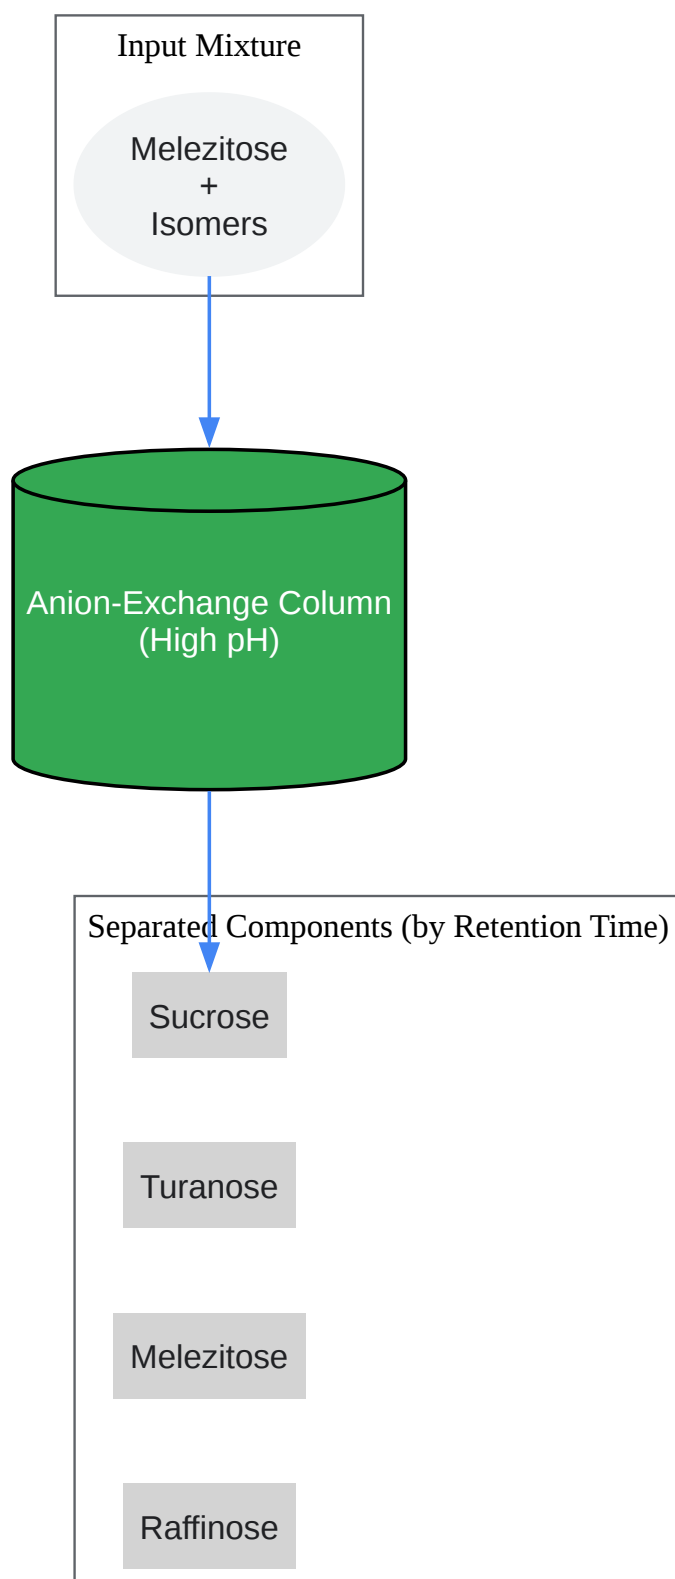 Input Mixture
Melezitose
+
Isomers
Anion-Exchange Column
(High pH)
Separated Components (by Retention Time)
Sucrose
Turanose
Melezitose
Raffinose